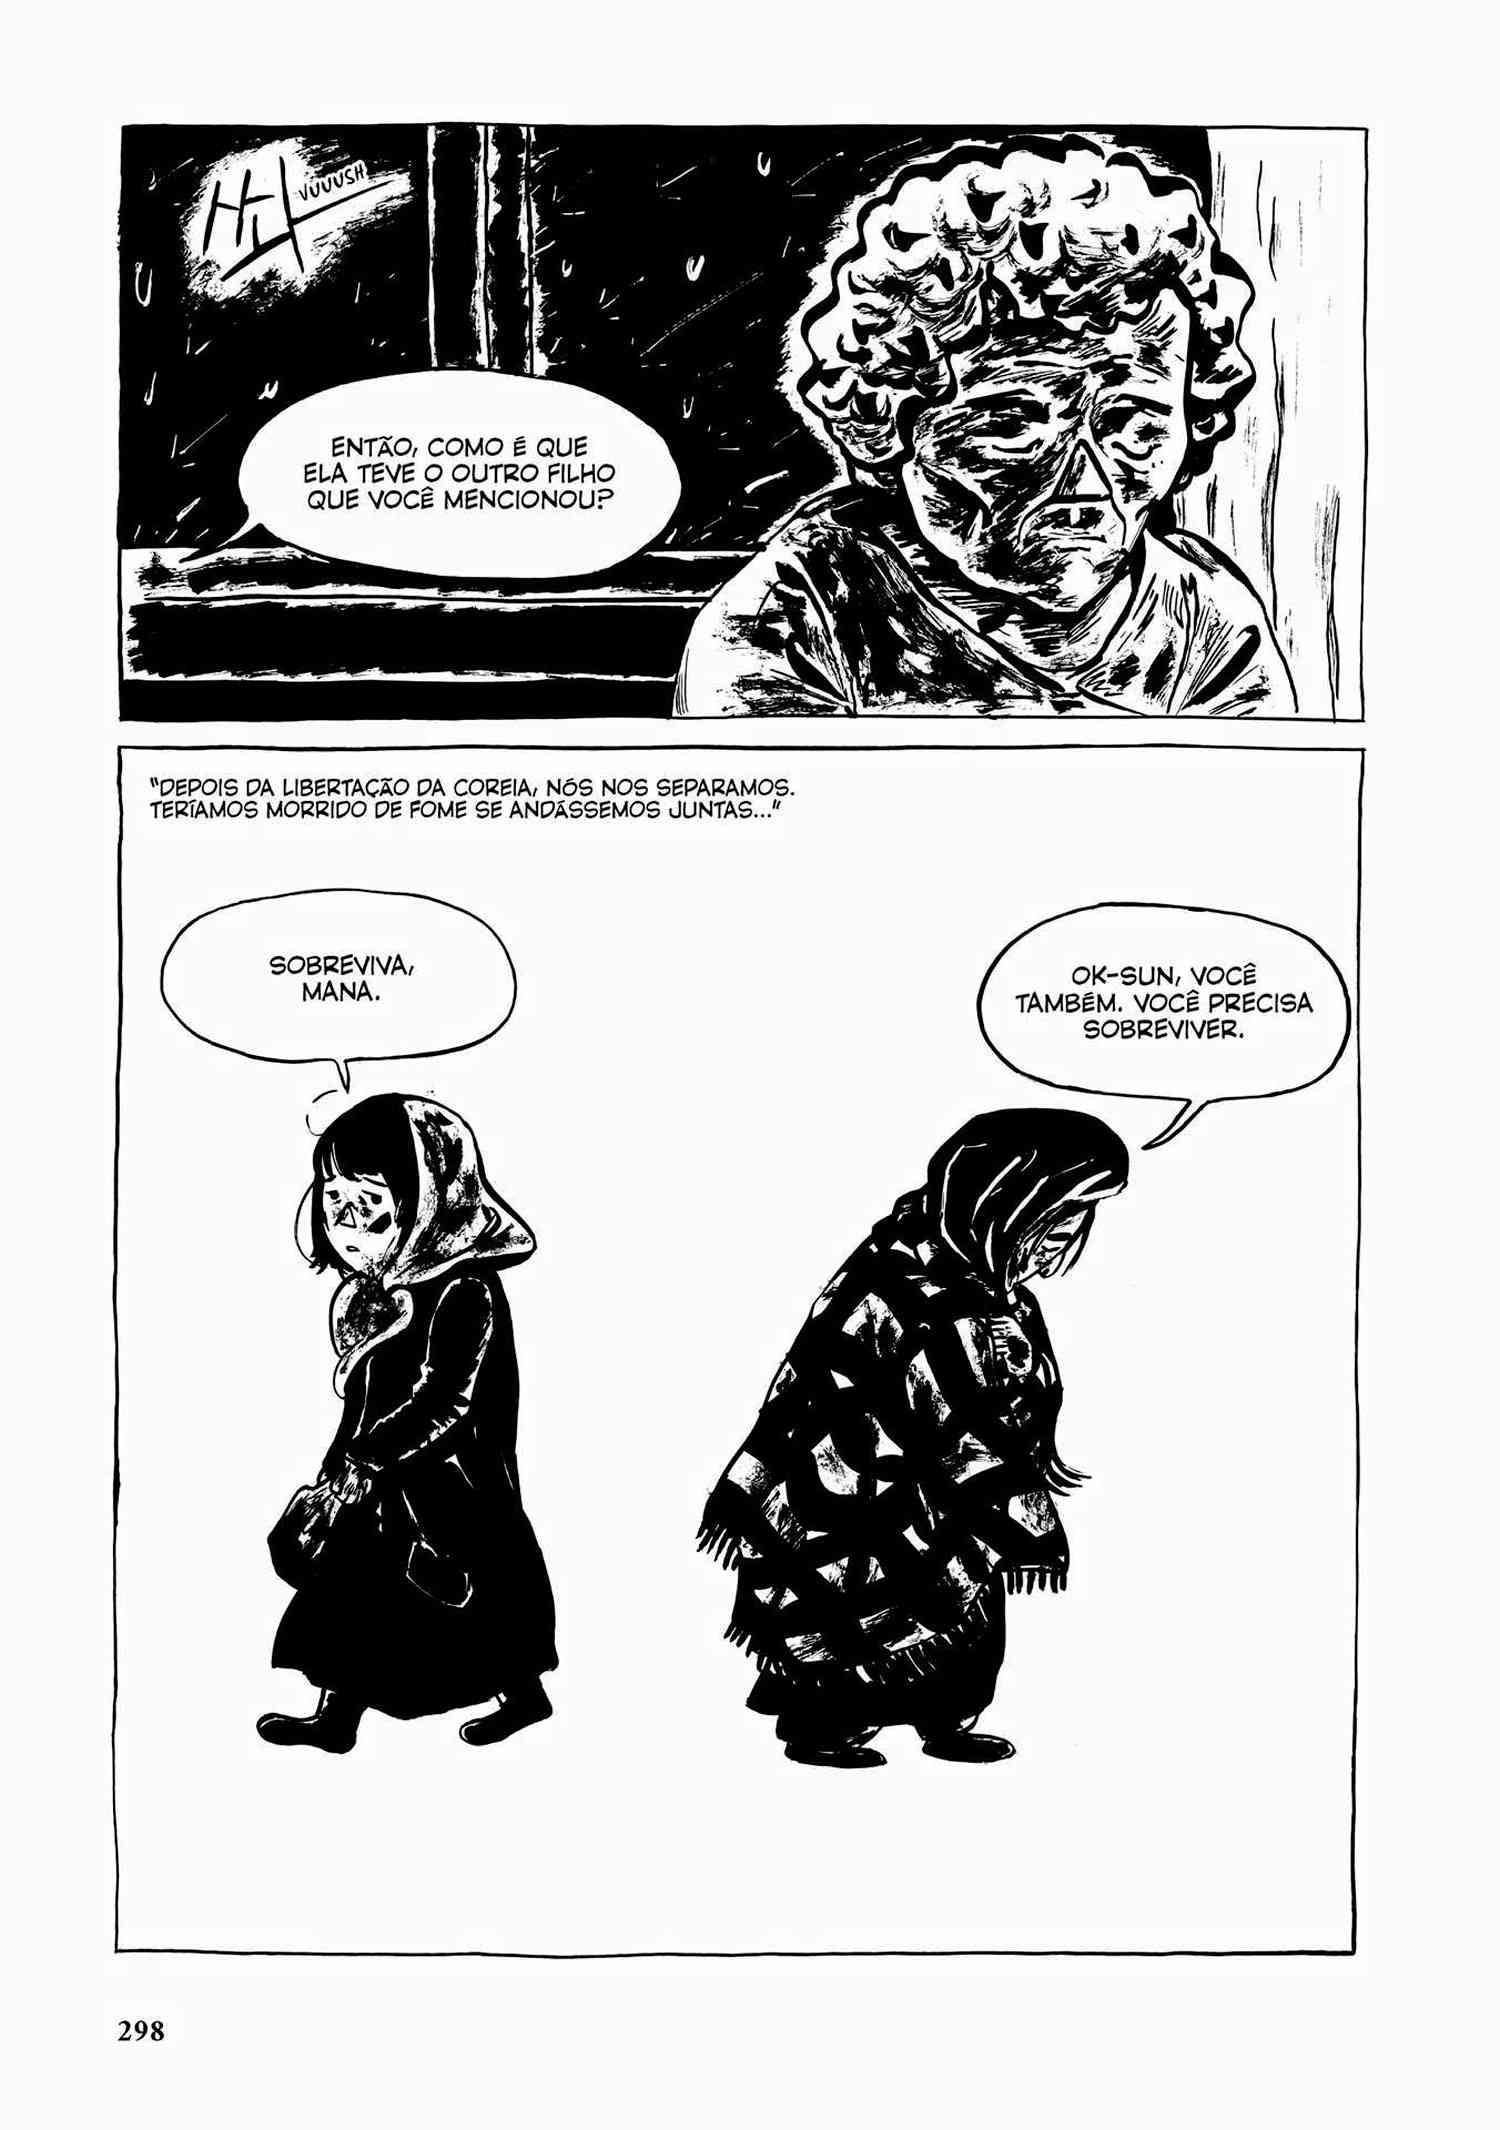 VUUUSH
ENTÃO, COMO É QUE
ELA TEVE O OUTRO FILHO
QUE VOCÊ MENCIONOU?
"DEPOIS DA LIBERTAÇÃO DA COREIA, NÓS NOS SEPARAMOS.
TERÍAMOS MORRIDO DE FOME SE ANDÁSSEMOS JUNTAS..."
SOBREVIVA,
MANA.
OK-SUN, VOCÊ
TAMBÉM. VOCÊ PRECISA
SOBREVIVER.
298